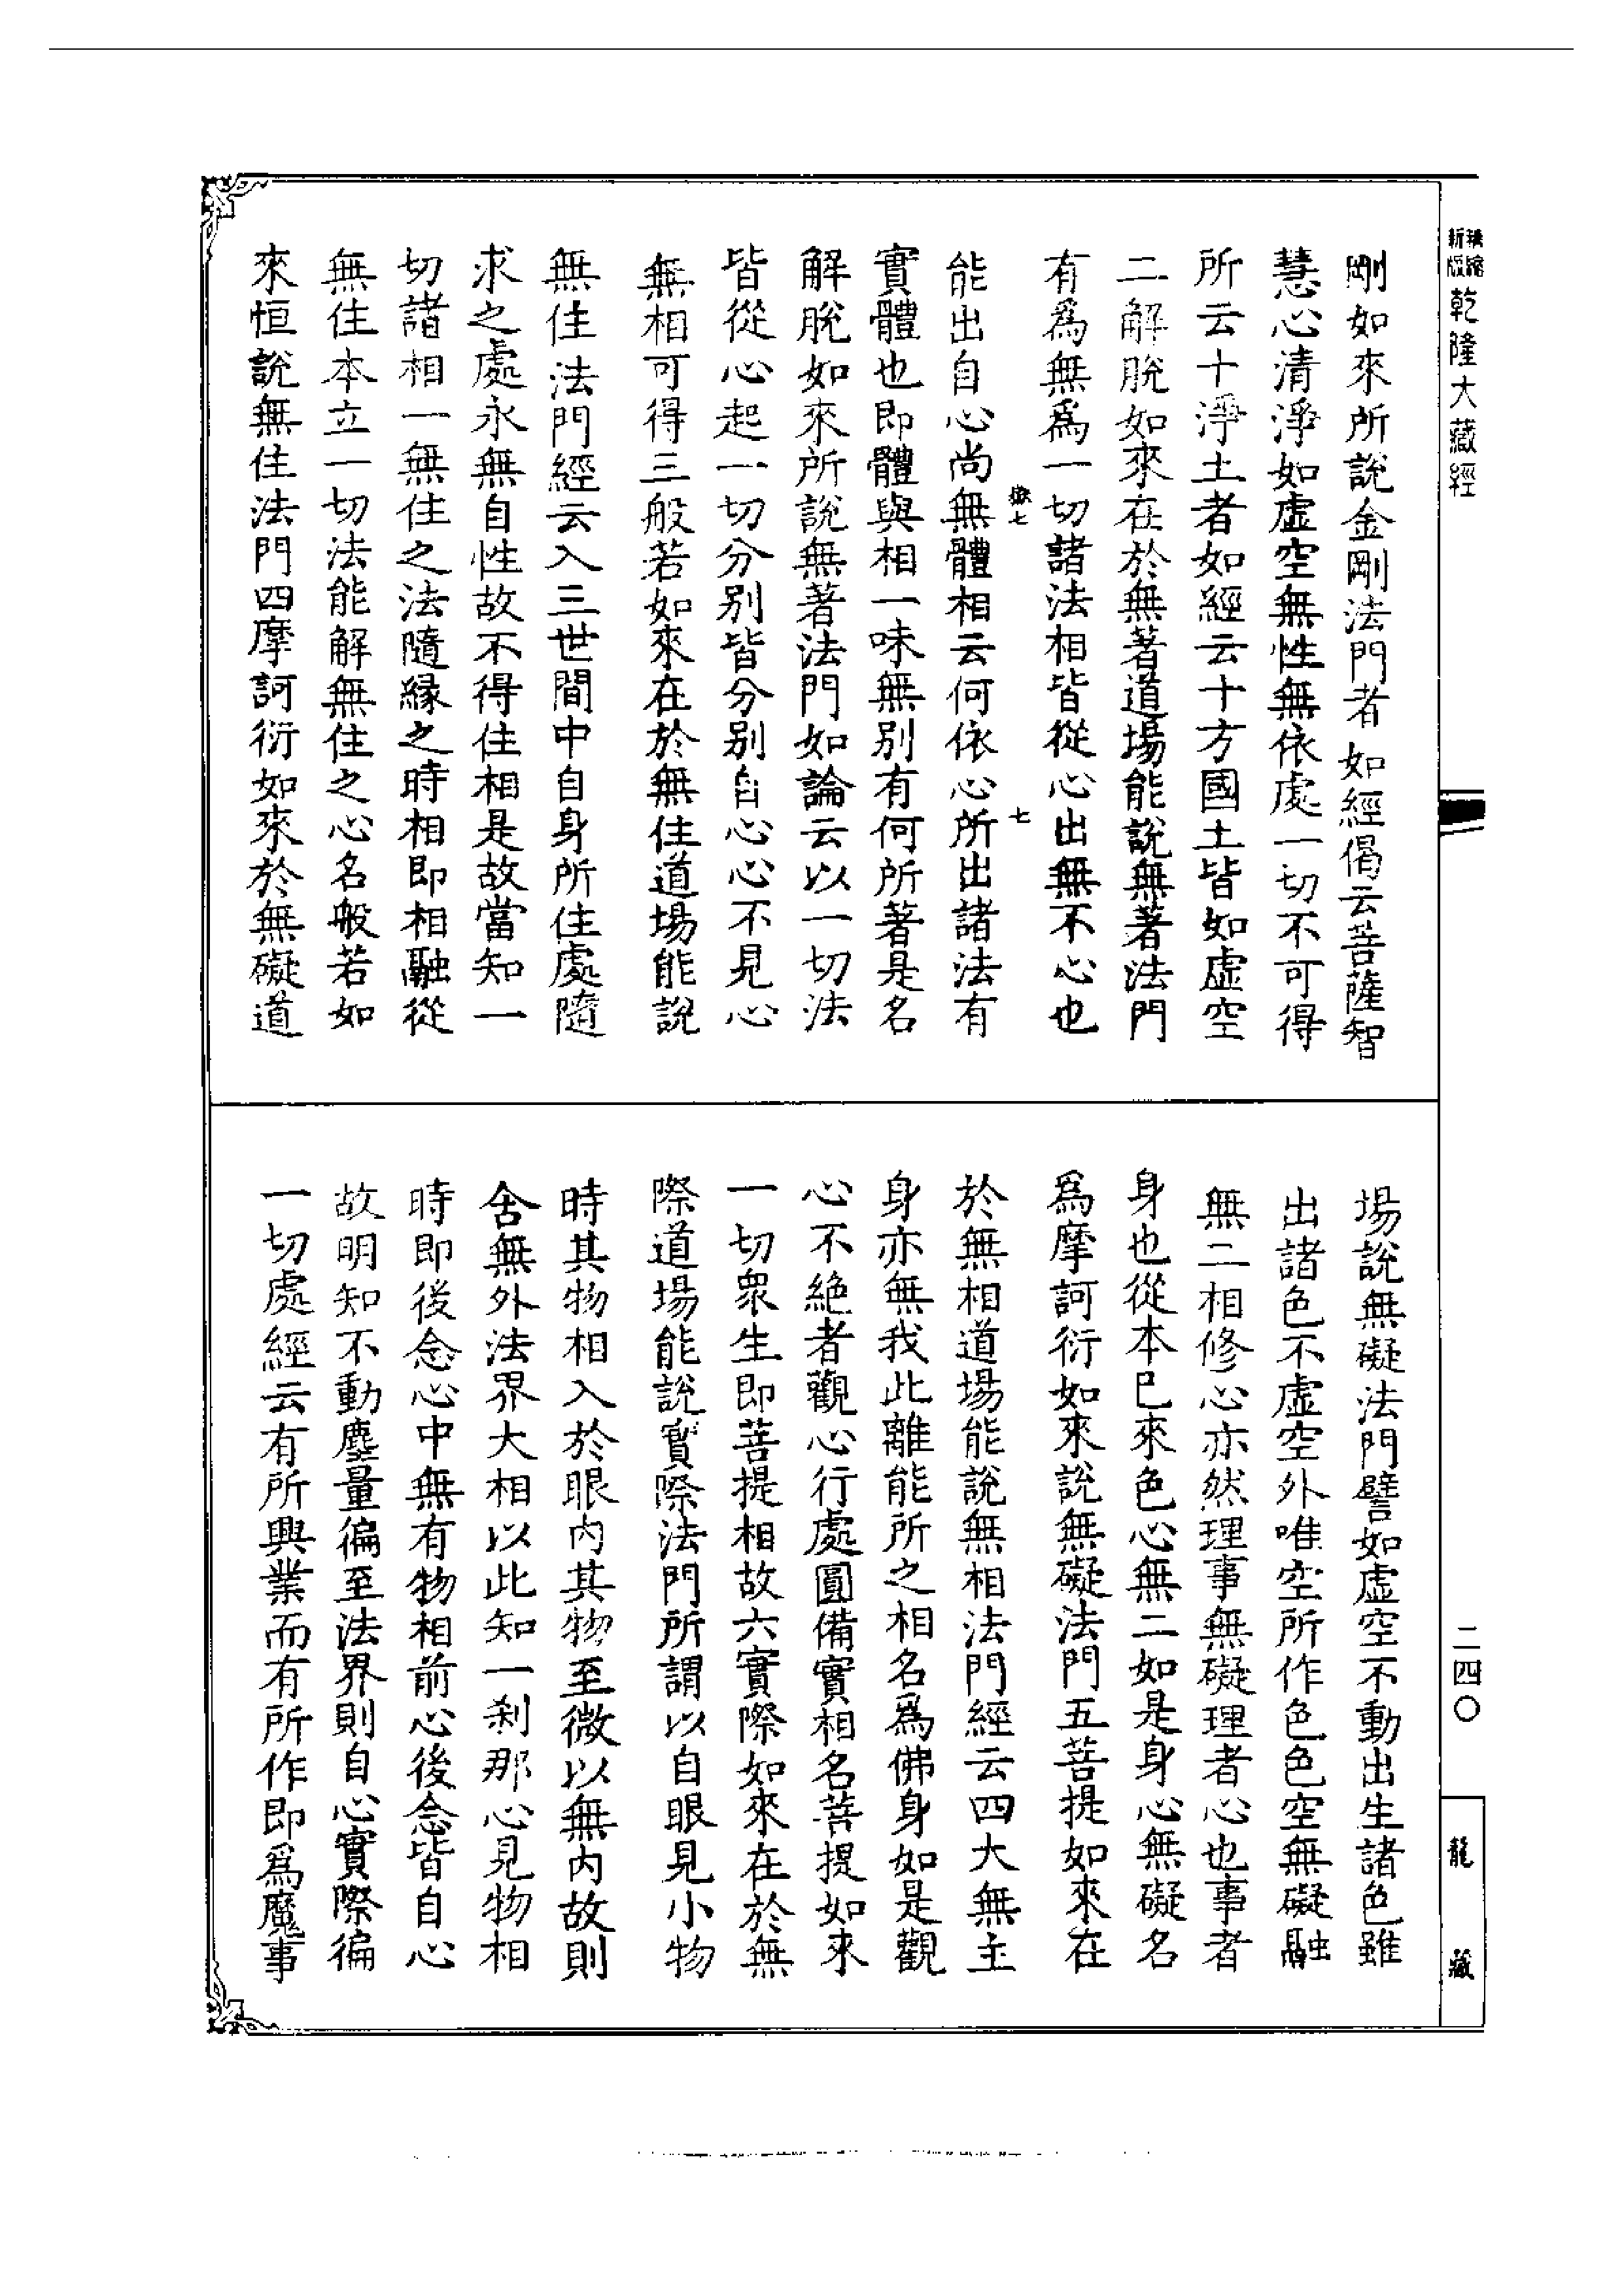 新版精縮乾隆大藏經
剛如來所說金剛法門者如經偈云菩薩智
慧心清淨如虛空無性無依處一切不可得
所云十淨土者如經云十方國土皆如虛空
二解脫如來在於無著道場能說無著法門
有爲無爲一切諸法相皆從心出無不心也
七
能出自心尚無體相云何依心所出諸法有
實體也即體與相一味無別有何所著是名
解脫如來所說無著法門如論云以一切法
皆從心起一切分別皆分別自心心不見心
無相可得三般若如來在於無住道場能說
無住法門經云入三世間中自身所住處隨
求之處永無自性故不得住相是故當知一
切諸相一無住之法隨緣之時相即相融從
無住本立一切法能解無住之心名般若如
來恒說無住法門四摩訶衍如來於無礙道
場說無礙法門譬如虛空不動出生諸色雖
出諸色不虛空外唯空所作色色空無礙融
無二相修心亦然理事無礙理者心也事者
身也從本已來色心無二如是身心無礙名
爲摩訶衍如來說無礙法門五菩提如來在
於無相道場能說無相法門經云四大無主
身亦無我此離能所之相名爲佛身如是觀
心不絶者觀心行處圓備實相名菩提如來
一切衆生即菩提相故六實際如來在於無
際道場能說實際法門所謂以自眼見小物
時其物相入於眼內其物至微以無內故則
舍無外法界大相以此知一刹那心見物相
時即後念心中無有物相前心後念皆自心
故明知不動塵量徧至法界則自心實際徧
一切處經云有所興業而有所作即爲魔事
二四〇
龍藏